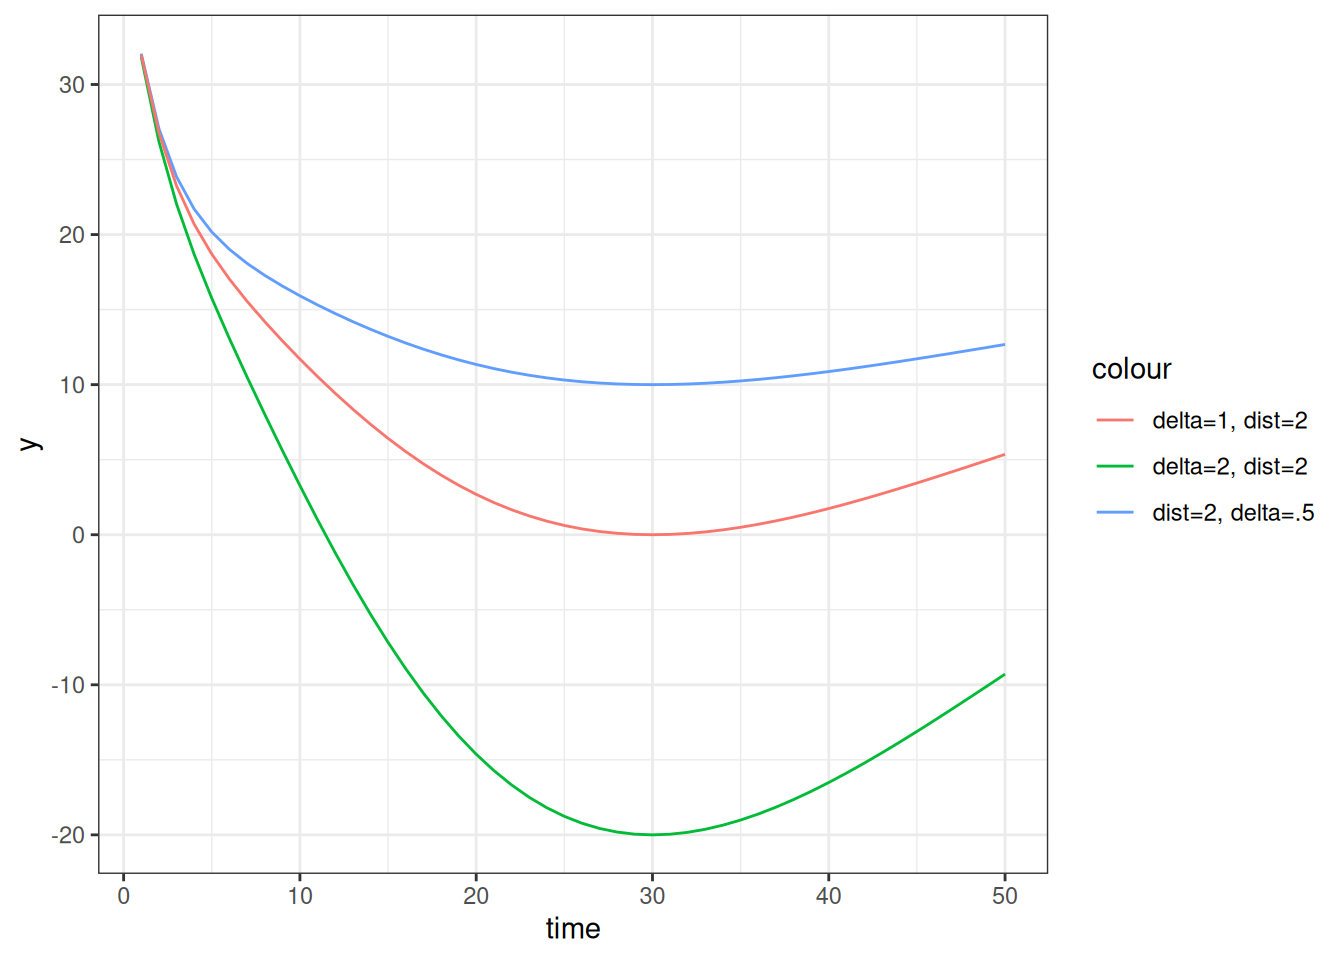 30
20
10
0
-10
-20
y
0 10 20 30 40 50
time
colour
delta=1, dist=2
delta=2, dist=2
dist=2, delta=.5